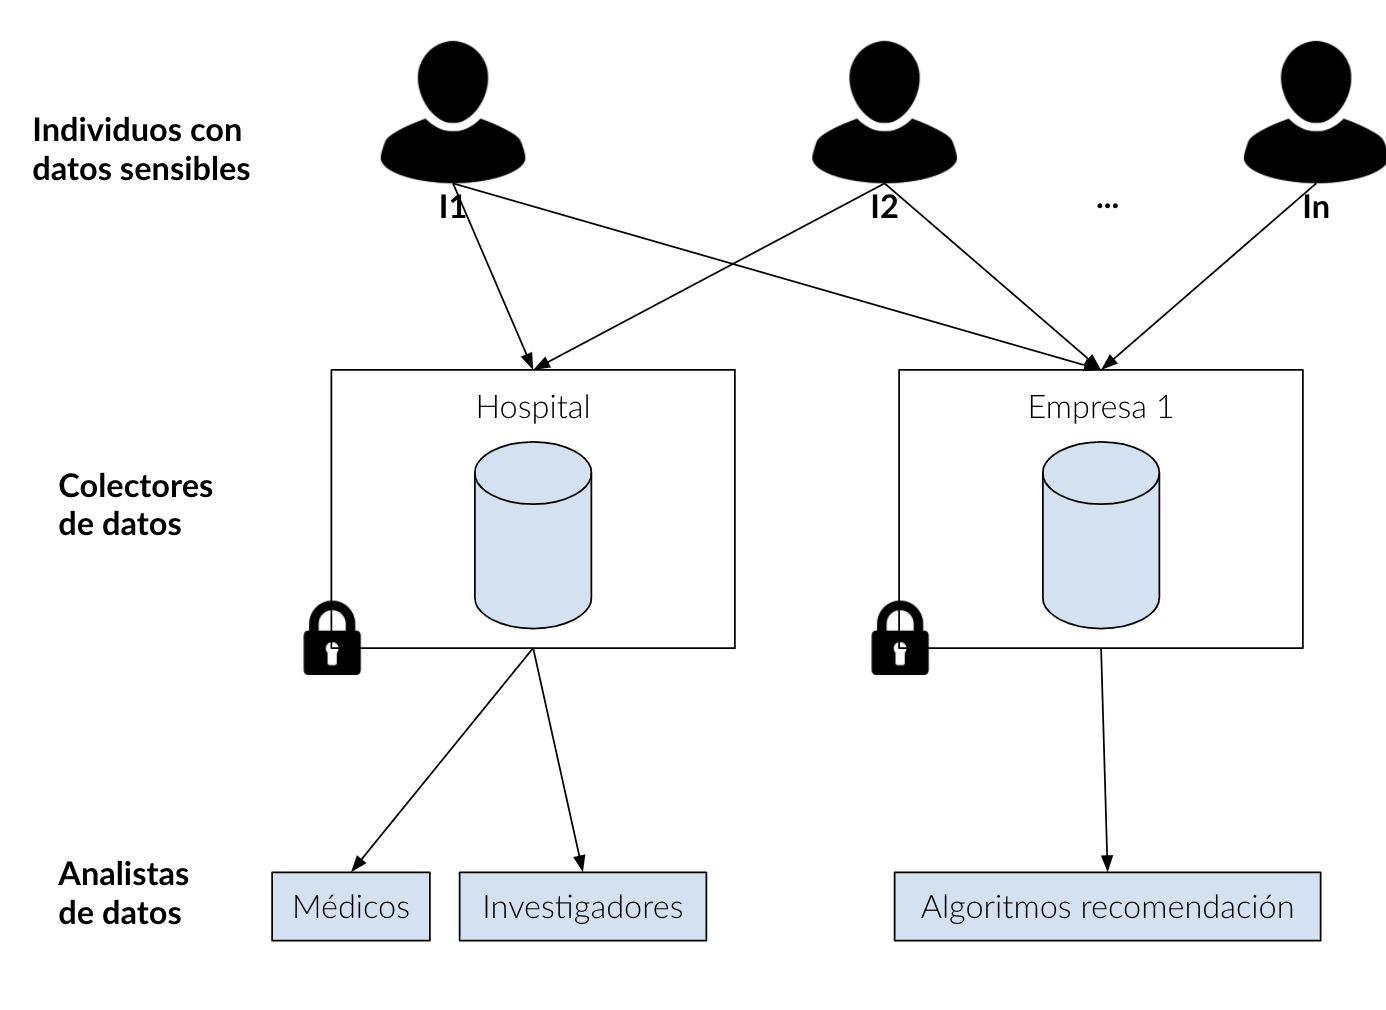 Individuos con
datos sensibles
I1
I2
...
In
Hospital
Empresa 1
Colectores
de datos
Analistas
de datos
Médicos
Investigadores
Algoritmos recomendación